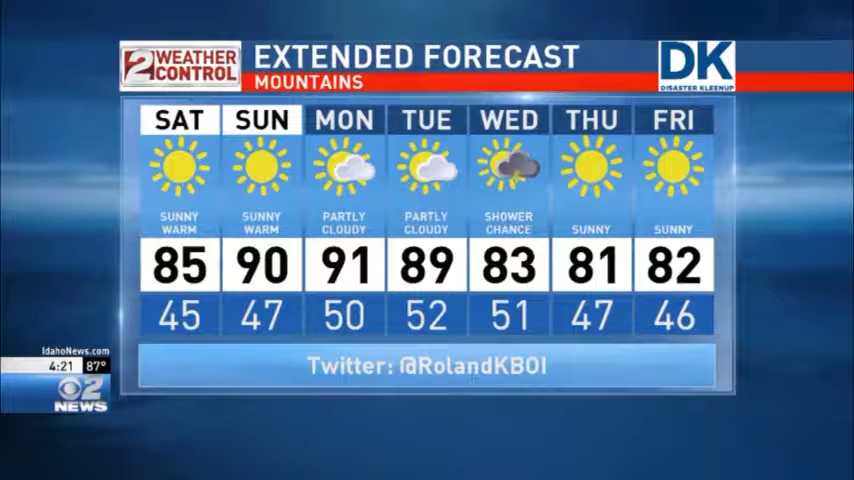 2 WEATHER CONTROL
EXTENDED FORECAST
MOUNTAINS
DK
DISASTER KLEENUP
SAT SUN MON TUE WED THU FRI
SUNNY WARM SUNNY WARM PARTLY CLOUDY PARTLY CLOUDY SHOWER CHANCE SUNNY SUNNY
85 90 91 89 83 81 82
45 47 50 52 51 47 46
Twitter: @RolandKBOI
IdahoNews.com
4:21 87°
2
NEWS